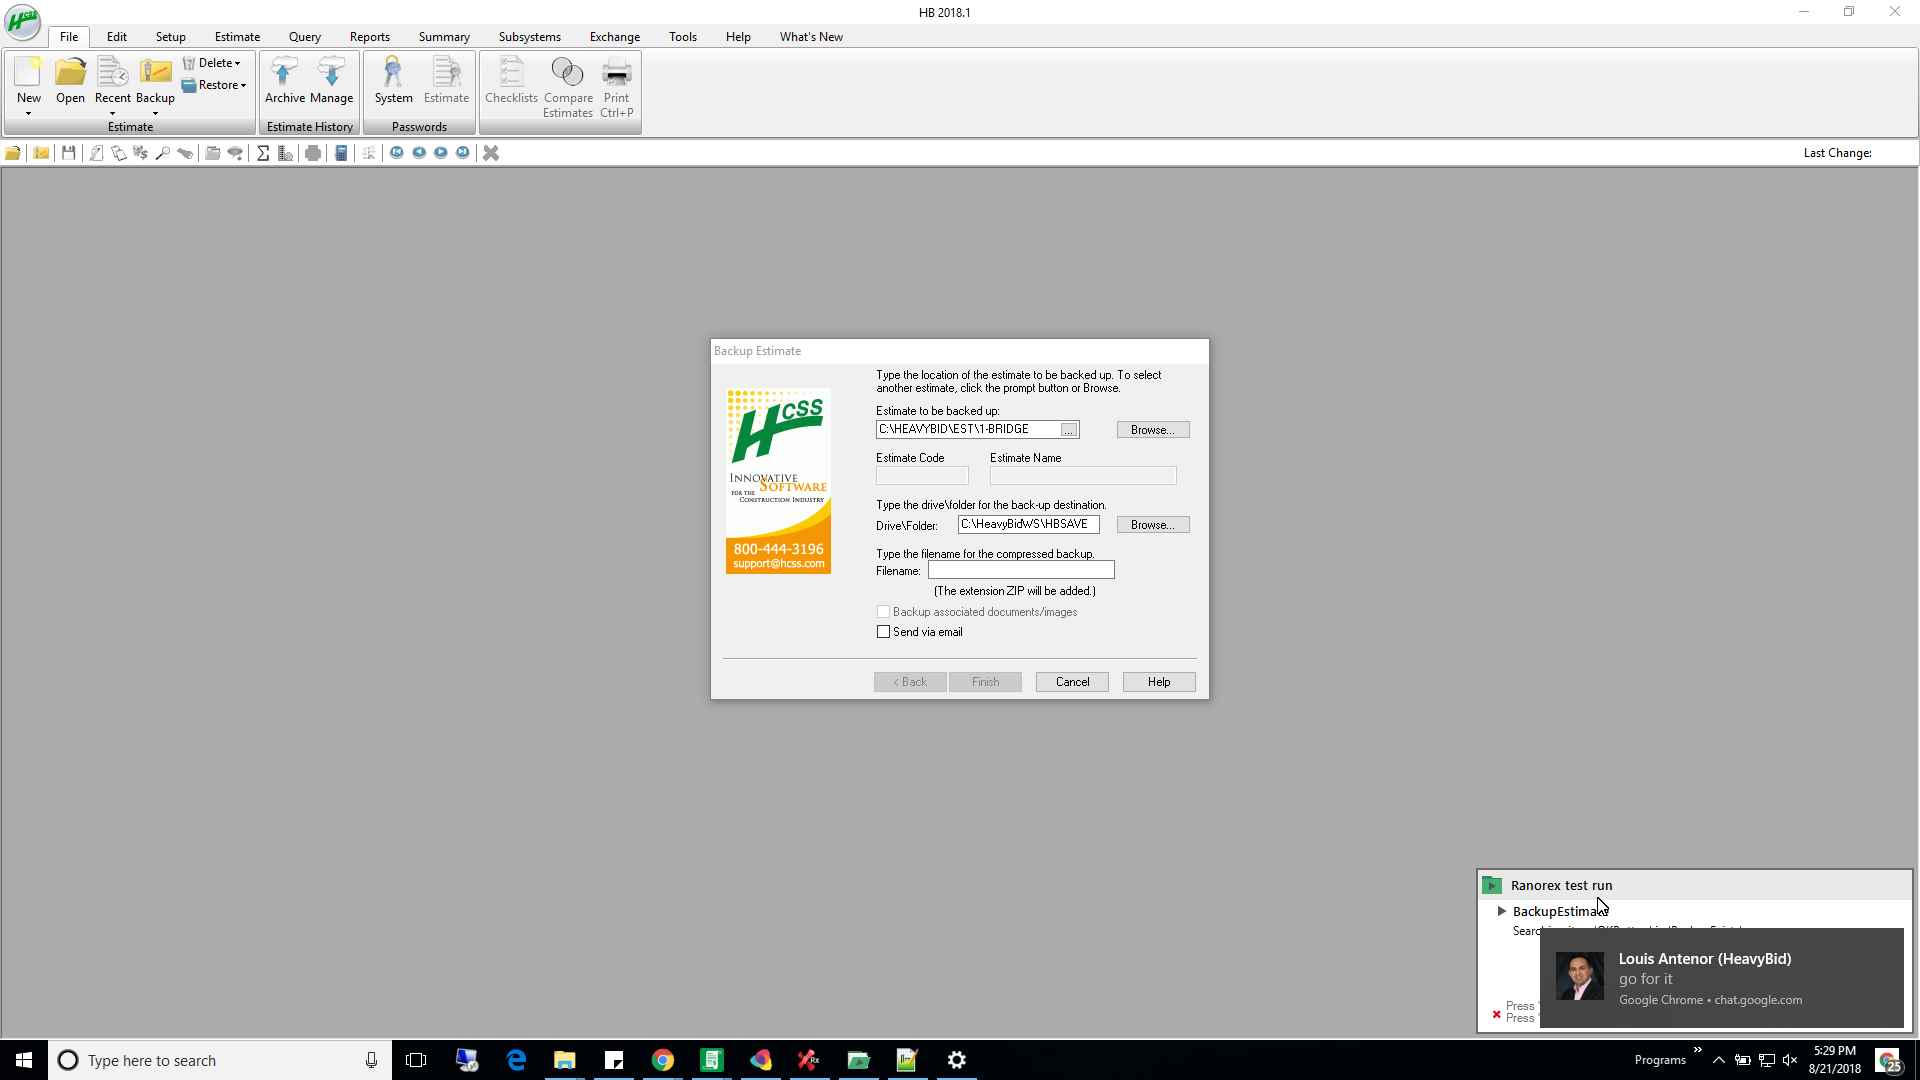 HB 2018.1
File Edit Setup Estimate Query Reports Summary Subsystems Exchange Tools Help What's New
New Open Recent Backup Delete Restore
Estimate
Archive Manage
Estimate History
System Estimate
Passwords
Checklists Compare Estimates Print Ctrl+P
Last Change:
Backup Estimate
Type the location of the estimate to be backed up. To select
another estimate, click the prompt button or Browse.
Estimate to be backed up:
C:\HEAVYBID\EST\1-BRIDGE ... Browse...
Estimate Code Estimate Name
Type the drive\folder for the back-up destination.
Drive\Folder: C:\HeavyBidWS\HBSAVE Browse...
Type the filename for the compressed backup.
Filename:
(The extension ZIP will be added.)
Backup associated documents/images
Send via email
< Back Finish Cancel Help
HCSS
INNOVATIVE
SOFTWARE
FOR THE
CONSTRUCTION INDUSTRY
800-444-3196
support@hcss.com
Ranorex test run
BackupEstimate
Press
Press
Louis Antenor (HeavyBid)
go for it
Google Chrome • chat.google.com
Type here to search
Rx
Programs
5:29 PM
8/21/2018
25